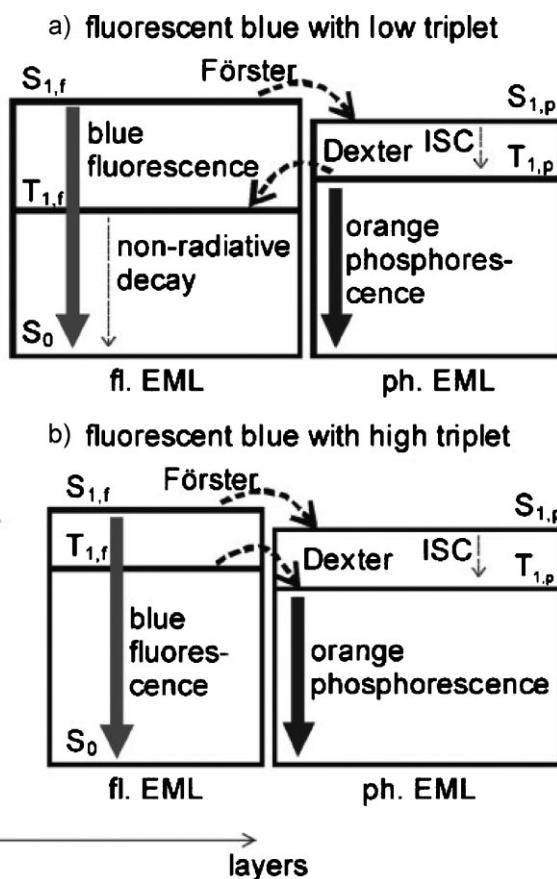 a) fluorescent blue with low triplet
Förster
S1,f
S1,p
blue
fluorescence
Dexter
ISC
T1,p
T1,f
non-radiative
decay
orange
phosphores-
cence
S0
fl. EML
ph. EML
b) fluorescent blue with high triplet
Förster
S1,f
S1,p
T1,f
Dexter
ISC
T1,p
blue
fluores-
cence
orange
phosphorescence
S0
fl. EML
ph. EML
layers